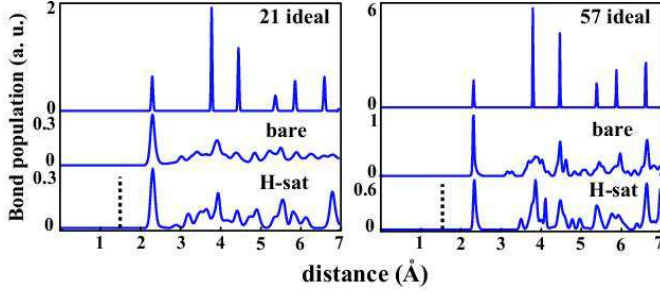 2
21 ideal
0
0.3
bare
0
0.3
H-sat
0
1 2 3 4 5 6 7
6
57 ideal
0
1
bare
0
0.6
H-sat
0
1 2 3 4 5 6 7
Bond population (a. u.)
distance (Å)